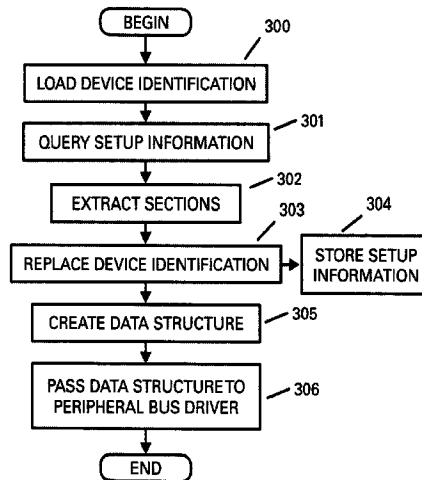 BEGIN
300
LOAD DEVICE IDENTIFICATION
301
QUERY SETUP INFORMATION
302
EXTRACT SECTIONS
303
304
REPLACE DEVICE IDENTIFICATION
STORE SETUP
INFORMATION
305
CREATE DATA STRUCTURE
PASS DATA STRUCTURE TO
PERIPHERAL BUS DRIVER
306
END